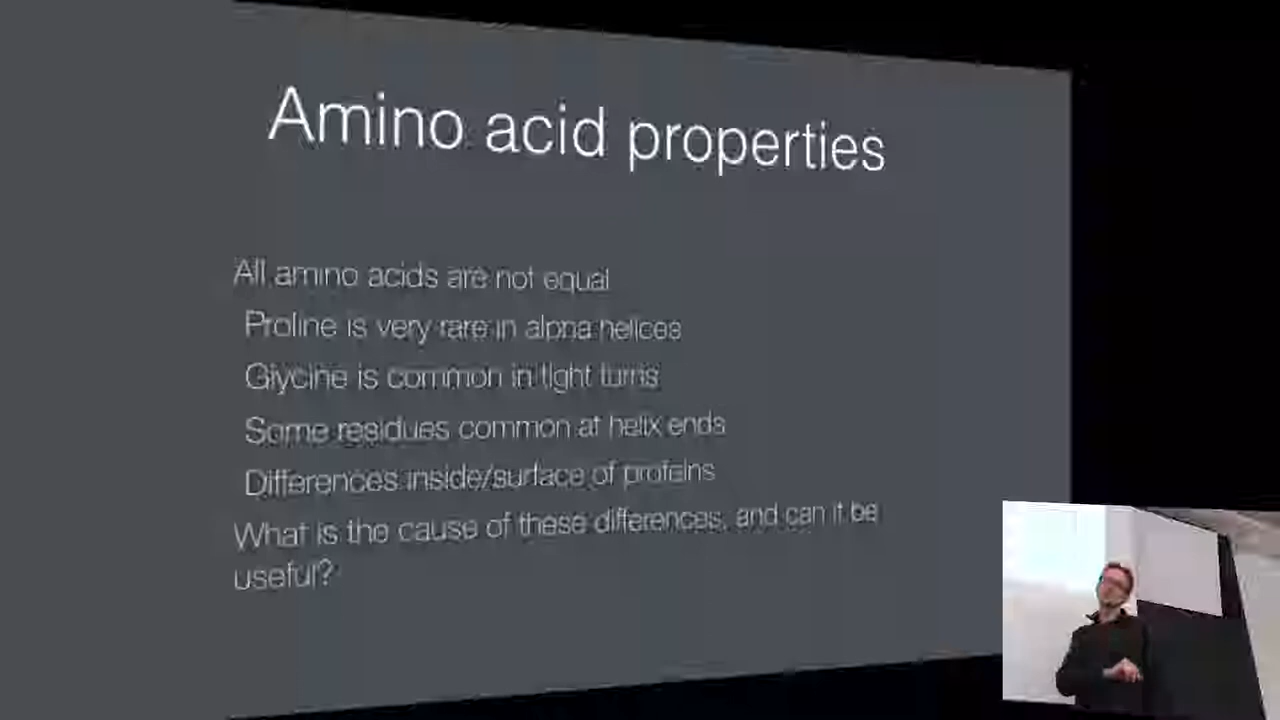 Amino acid properties
All amino acids are not equal
Proline is very rare in alpha helices
Glycine is common in tight turns
Some residues common at helix ends
Differences inside/surface of proteins
What is the cause of these differences, and can it be
useful?